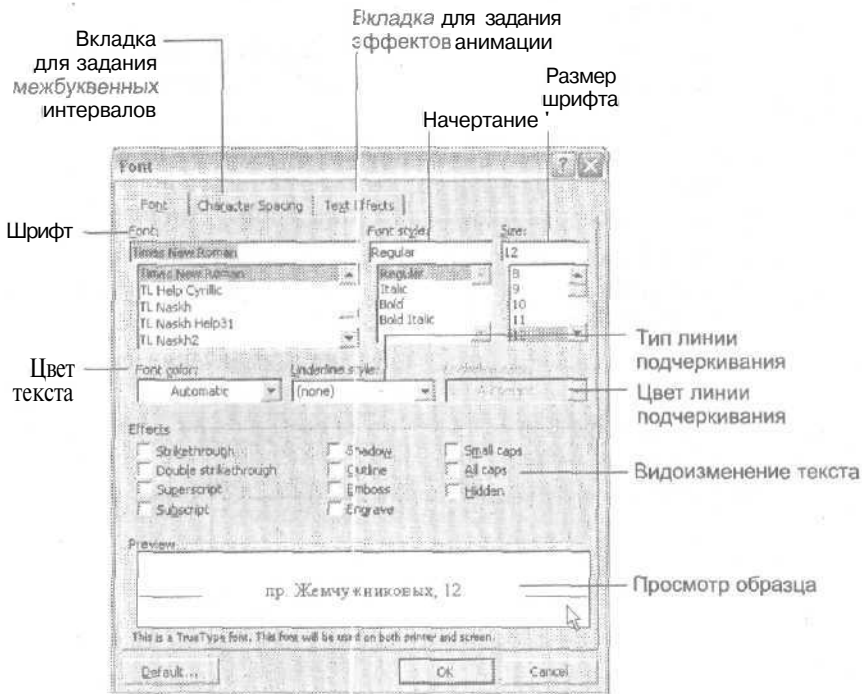 Вкладка для задания
эффектов анимации
Вкладка
для задания
межбуквенных
интервалов
Размер
шрифта
Начертание
Font
Font
Character Spacing
Text Effects
Шрифт
Font:
Font style:
Size:
Times New Roman
Regular
12
Times New Roman
TL Help Cyrillic
TL Naskh
TL Naskh Help31
TL Naskh2
Regular
Italic
Bold
Bold Italic
8
9
10
11
12
Тип линии
подчеркивания
Цвет
текста
Font color:
Underline style:
Automatic
(none)
Цвет линии
подчеркивания
Effects
Strikethrough
Double strikethrough
Superscript
Subscript
Shadow
Outline
Emboss
Engrave
Small caps
All caps
Hidden
Видоизменение текста
Preview
пр. Жемчужниковых, 12
Просмотр образца
This is a TrueType font. This font will be used on both printer and screen.
Default...
OK
Cancel